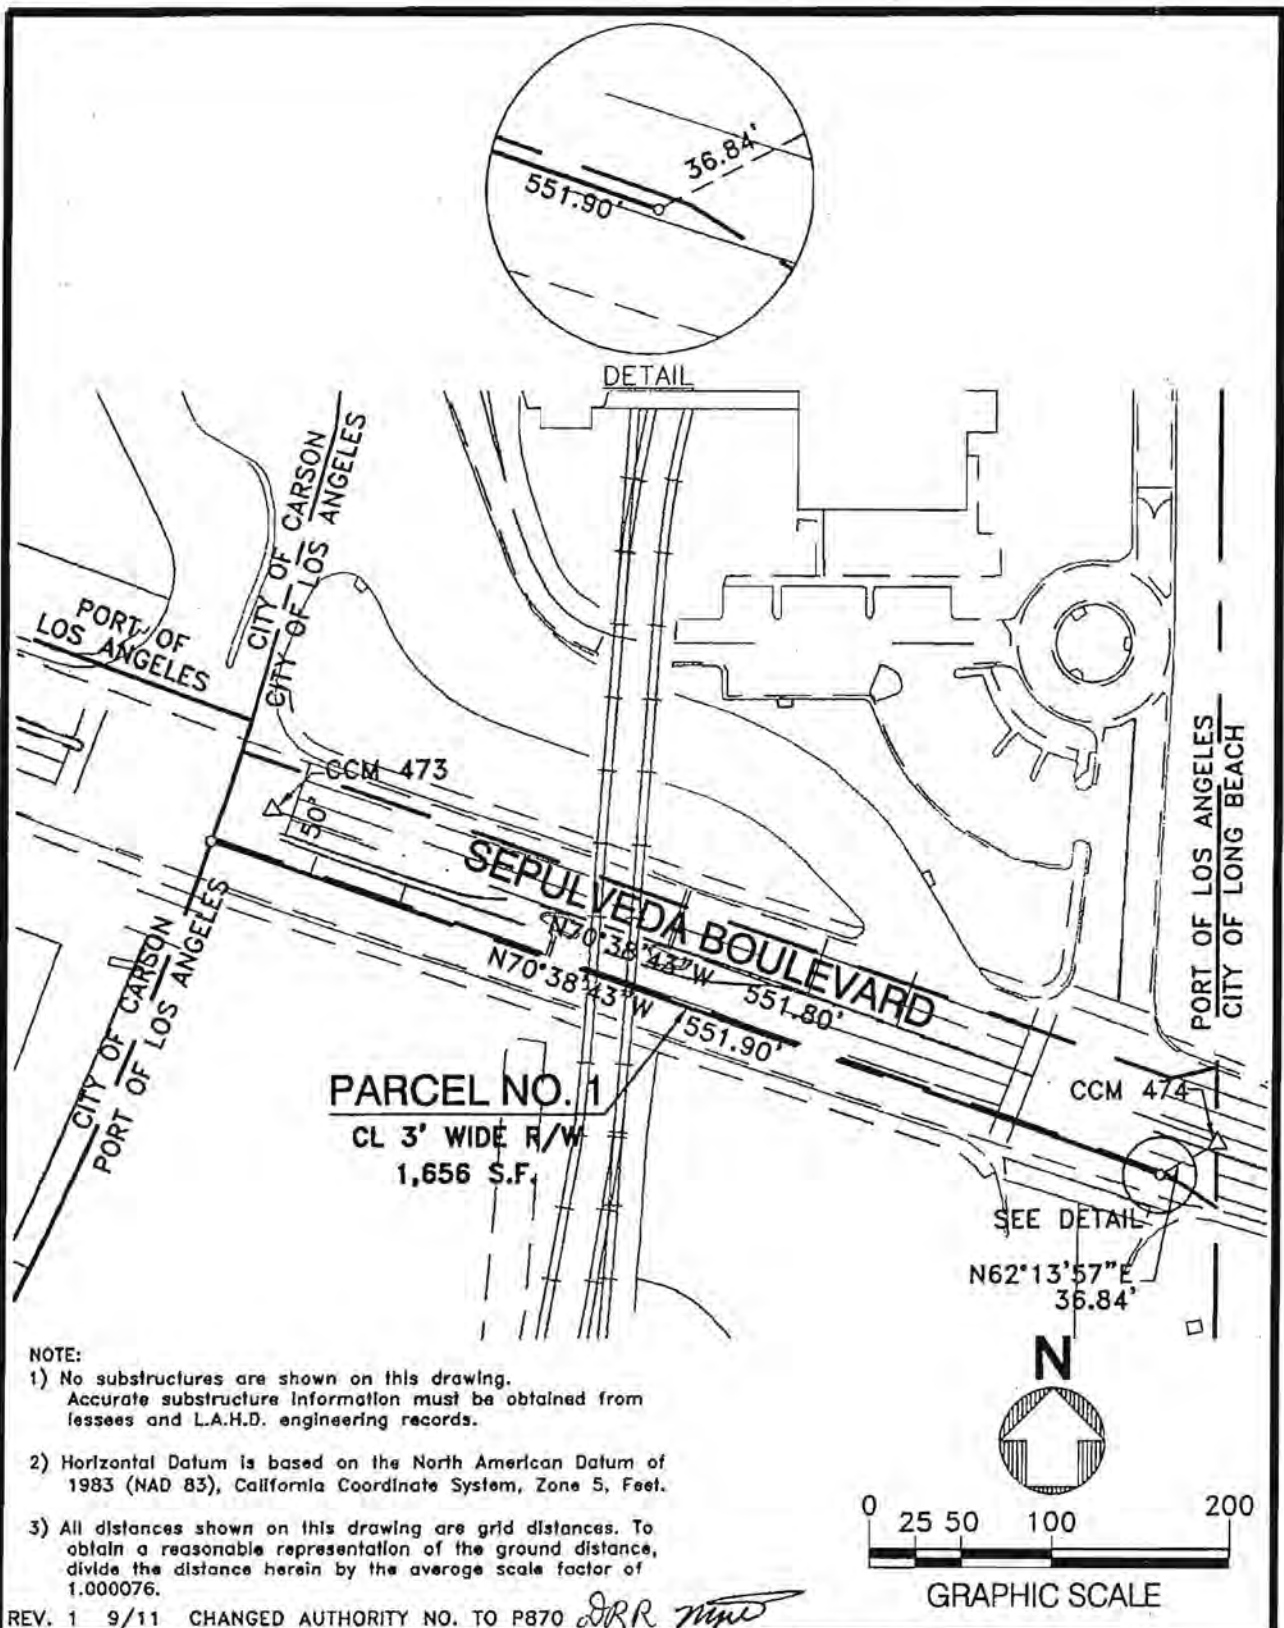 36.84'
551.90'
DETAIL
CITY OF CARSON
CITY OF LOS ANGELES
PORT OF
LOS ANGELES
CCM 473
50'
SEPULVEDA BOULEVARD
N70°38'43"W
551.80'
N70°38'43"W
551.90'
PORT OF LOS ANGELES
CITY OF LONG BEACH
CITY OF CARSON
PORT OF LOS ANGELES
PARCEL NO. 1
CL 3' WIDE R/W
1,656 S.F.
CCM 474
SEE DETAIL
N62°13'57"E
36.84'
NOTE:
1) No substructures are shown on this drawing.
Accurate substructure information must be obtained from
lessees and L.A.H.D. engineering records.
2) Horizontal Datum is based on the North American Datum of
1983 (NAD 83), California Coordinate System, Zone 5, Feet.
3) All distances shown on this drawing are grid distances. To
obtain a reasonable representation of the ground distance,
divide the distance herein by the average scale factor of
1.000076.
N
0 25 50 100 200
GRAPHIC SCALE
REV. 1 9/11 CHANGED AUTHORITY NO. TO P870 DRR